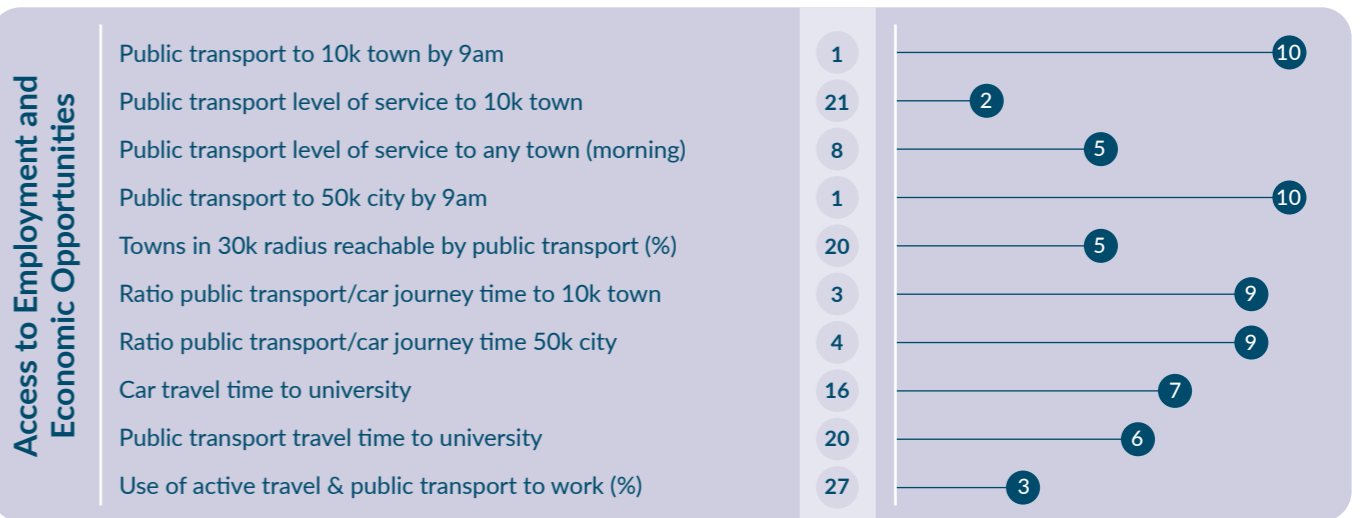 Access to Employment and
Economic Opportunities
Public transport to 10k town by 9am 1 10
Public transport level of service to 10k town 21 2
Public transport level of service to any town (morning) 8 5
Public transport to 50k city by 9am 1 10
Towns in 30k radius reachable by public transport (%) 20 5
Ratio public transport/car journey time to 10k town 3 9
Ratio public transport/car journey time 50k city 4 9
Car travel time to university 16 7
Public transport travel time to university 20 6
Use of active travel & public transport to work (%) 27 3